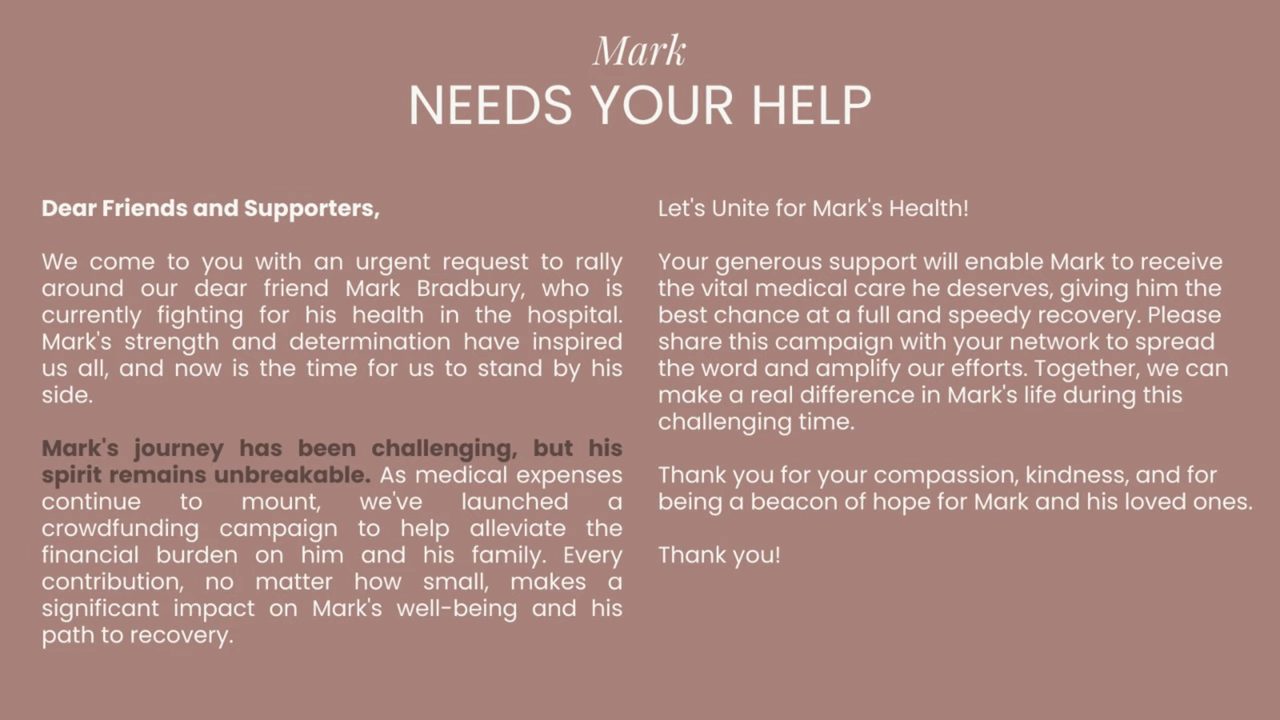 Mark
NEEDS YOUR HELP
Dear Friends and Supporters,
We come to you with an urgent request to rally
around our dear friend Mark Bradbury, who is
currently fighting for his health in the hospital.
Mark's strength and determination have inspired
us all, and now is the time for us to stand by his
side.
Mark's journey has been challenging, but his
spirit remains unbreakable. As medical expenses
continue to mount, we've launched a
crowdfunding campaign to help alleviate the
financial burden on him and his family. Every
contribution, no matter how small, makes a
significant impact on Mark's well-being and his
path to recovery.
Let's Unite for Mark's Health!
Your generous support will enable Mark to receive
the vital medical care he deserves, giving him the
best chance at a full and speedy recovery. Please
share this campaign with your network to spread
the word and amplify our efforts. Together, we can
make a real difference in Mark's life during this
challenging time.
Thank you for your compassion, kindness, and for
being a beacon of hope for Mark and his loved ones.
Thank you!